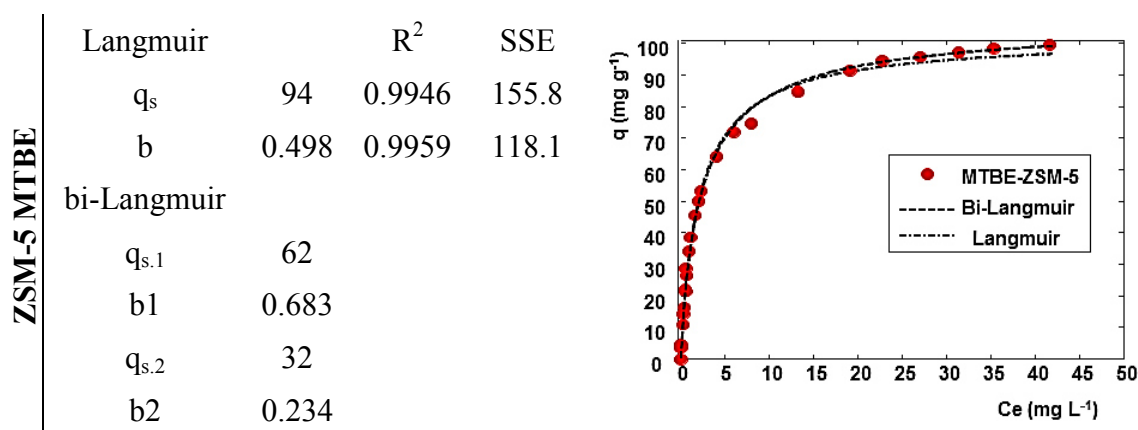 ZSM-5 MTBE
Langmuir R² SSE
qs 94 0.9946 155.8
b 0.498 0.9959 118.1
bi-Langmuir
qs.1 62
b1 0.683
qs.2 32
b2 0.234
q (mg g⁻¹)
100
90
80
70
60
50
40
30
20
10
0
MTBE-ZSM-5
Bi-Langmuir
Langmuir
0 5 10 15 20 25 30 35 40 45 50
Ce (mg L⁻¹)